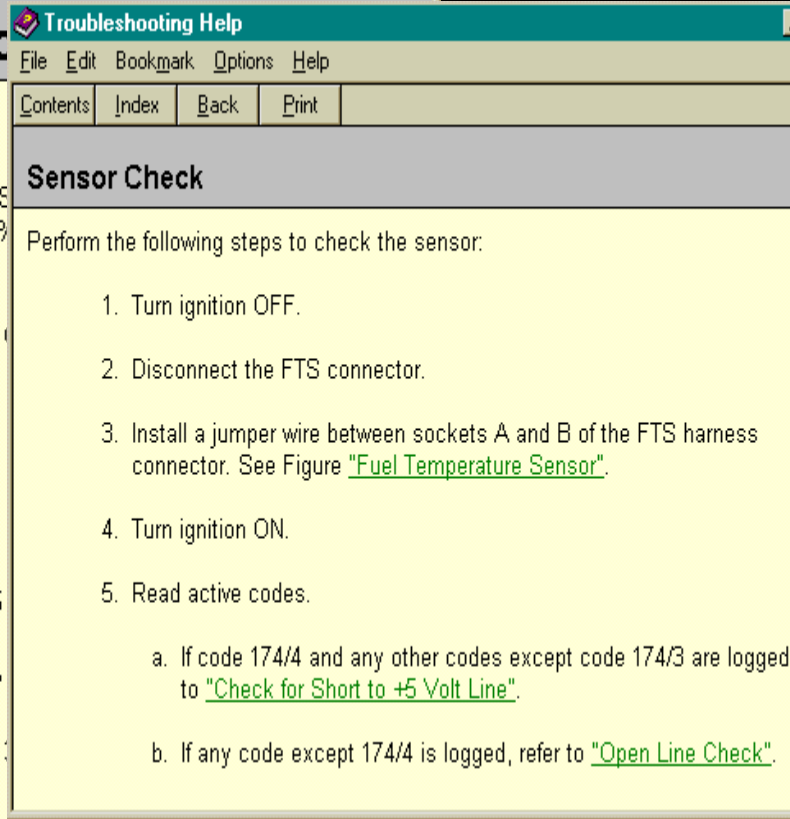 Troubleshooting Help
File Edit Bookmark Options Help
Contents Index Back Print
Sensor Check
Perform the following steps to check the sensor:
1. Turn ignition OFF.
2. Disconnect the FTS connector.
3. Install a jumper wire between sockets A and B of the FTS harness
connector. See Figure "Fuel Temperature Sensor".
4. Turn ignition ON.
5. Read active codes.
a. If code 174/4 and any other codes except code 174/3 are logged
to "Check for Short to +5 Volt Line".
b. If any code except 174/4 is logged, refer to "Open Line Check".